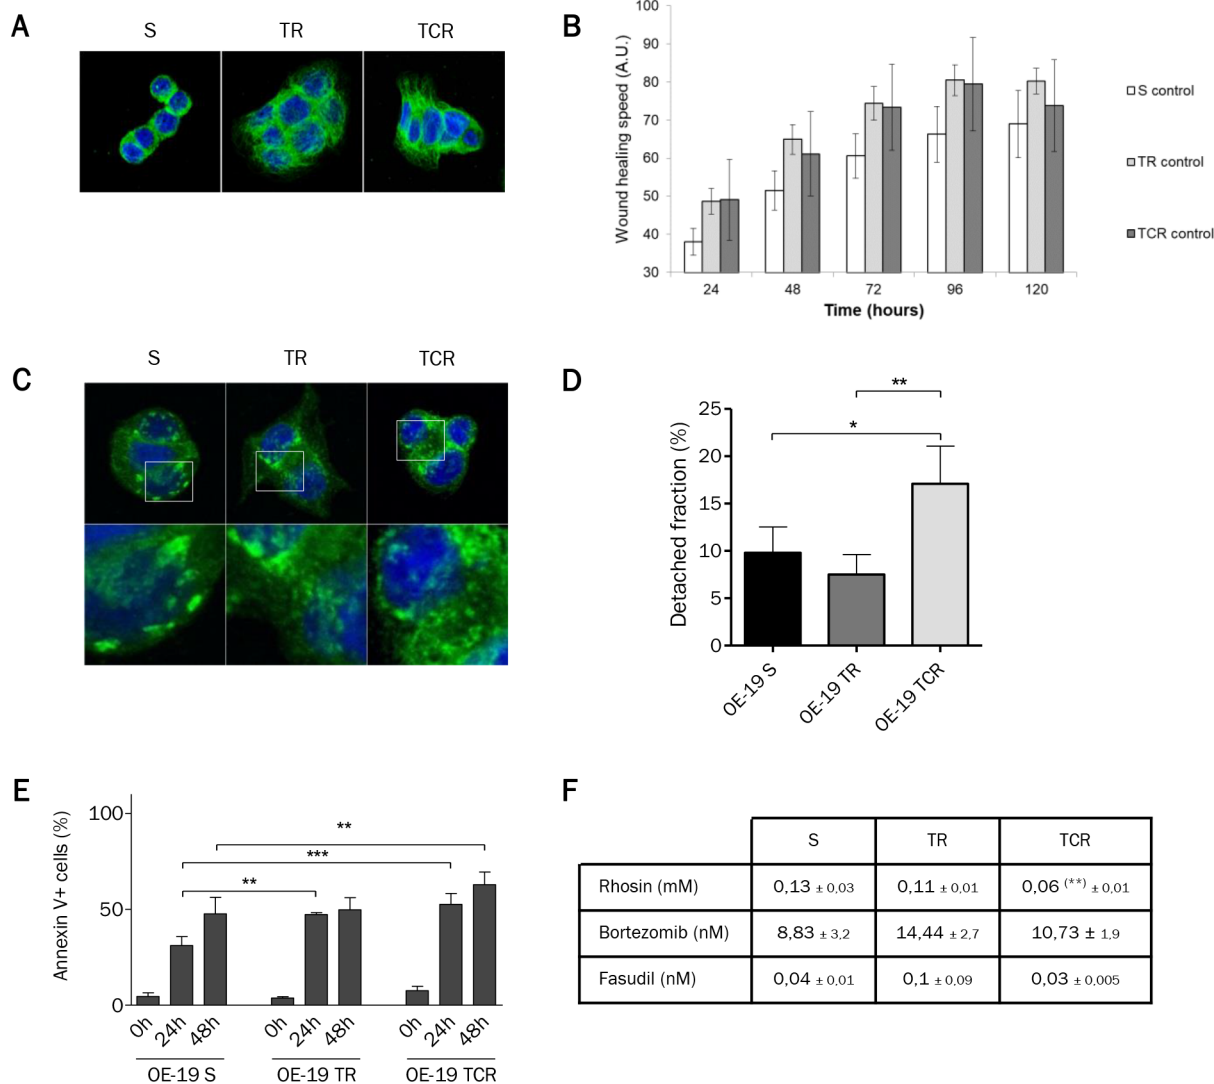 A
S TR TCR
B
Wound healing speed (A.U.)
100
90
80
70
60
50
40
30
24 48 72 96 120
Time (hours)
S control
TR control
TCR control
C
S TR TCR
D
Detached fraction (%)
25
20
15
10
5
0
**
*
OE-19 S OE-19 TR OE-19 TCR
E
Annexin V+ cells (%)
100
50
0
**
***
**
0h 24h 48h 0h 24h 48h 0h 24h 48h
OE-19 S OE-19 TR OE-19 TCR
F
S TR TCR
Rhosin (mM) 0,13 ± 0,03 0,11 ± 0,01 0,06 (**) ± 0,01
Bortezomib (nM) 8,83 ± 3,2 14,44 ± 2,7 10,73 ± 1,9
Fasudil (nM) 0,04 ± 0,01 0,1 ± 0,09 0,03 ± 0,005